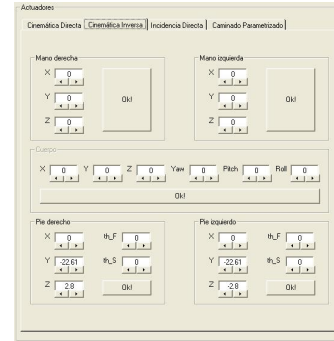 Actuadores
Cinemática Directa Cinemática Inversa Incidencia Directa Caminado Parametrizado
Mano derecha
X 0
Y 0
Z 0
Ok!
Mano izquierda
X 0
Y 0
Z 0
Ok!
Cuerpo
X 0 Y 0 Z 0 Yaw 0 Pitch 0 Roll 0
Ok!
Pie derecho
X 0 th_F 0
Y -22.61 th_S 0
Z 2.8 Ok!
Pie izquierdo
X 0 th_F 0
Y -22.61 th_S 0
Z -2.8 Ok!